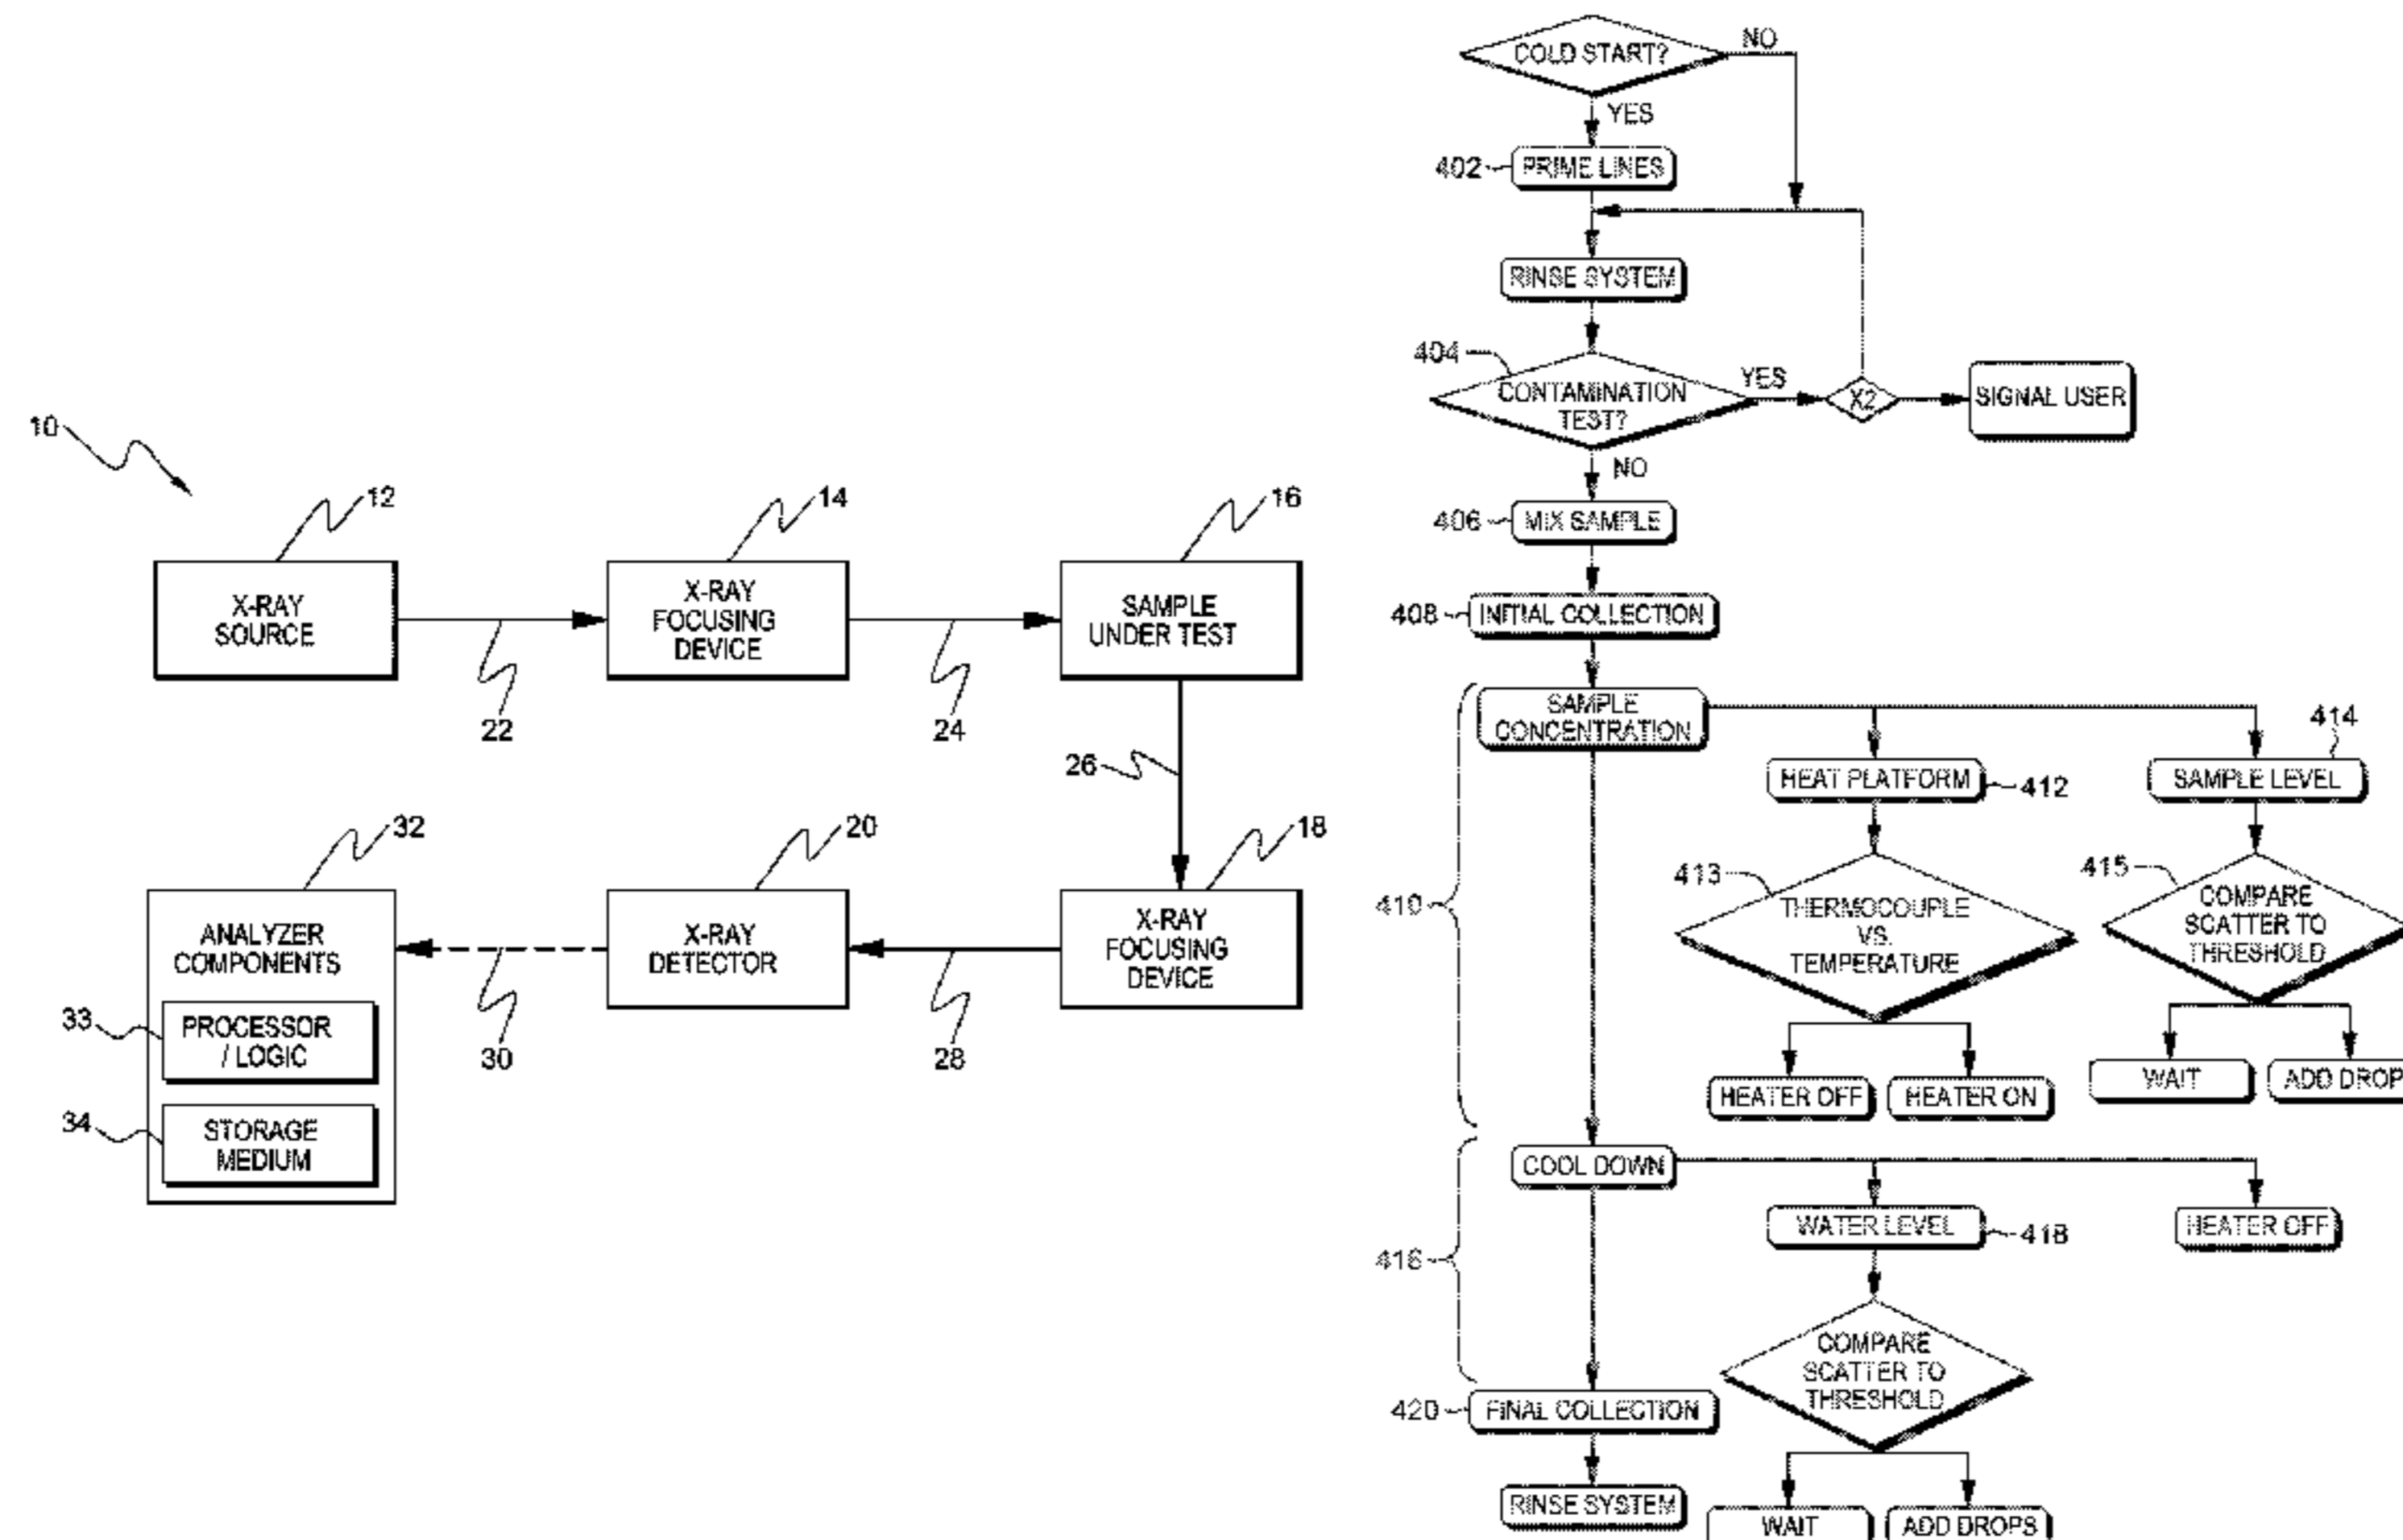 10
12
X-RAY
SOURCE
22
14
X-RAY
FOCUSING
DEVICE
24
16
SAMPLE
UNDER TEST
26
18
X-RAY
FOCUSING
DEVICE
28
20
X-RAY
DETECTOR
30
32
ANALYZER
COMPONENTS
33
PROCESSOR
/ LOGIC
34
STORAGE
MEDIUM
COLD START?
NO
YES
402
PRIME LINES
RINSE SYSTEM
404
CONTAMINATION
TEST?
YES
X2
SIGNAL USER
NO
406
MIX SAMPLE
408
INITIAL COLLECTION
410
SAMPLE
CONCENTRATION
HEAT PLATFORM
412
413
THERMOCOUPLE
VS.
TEMPERATURE
HEATER OFF
HEATER ON
414
SAMPLE LEVEL
415
COMPARE
SCATTER TO
THRESHOLD
WAIT
ADD DROP
416
COOL DOWN
WATER LEVEL
418
HEATER OFF
COMPARE
SCATTER TO
THRESHOLD
WAIT
ADD DROPS
420
FINAL COLLECTION
RINSE SYSTEM